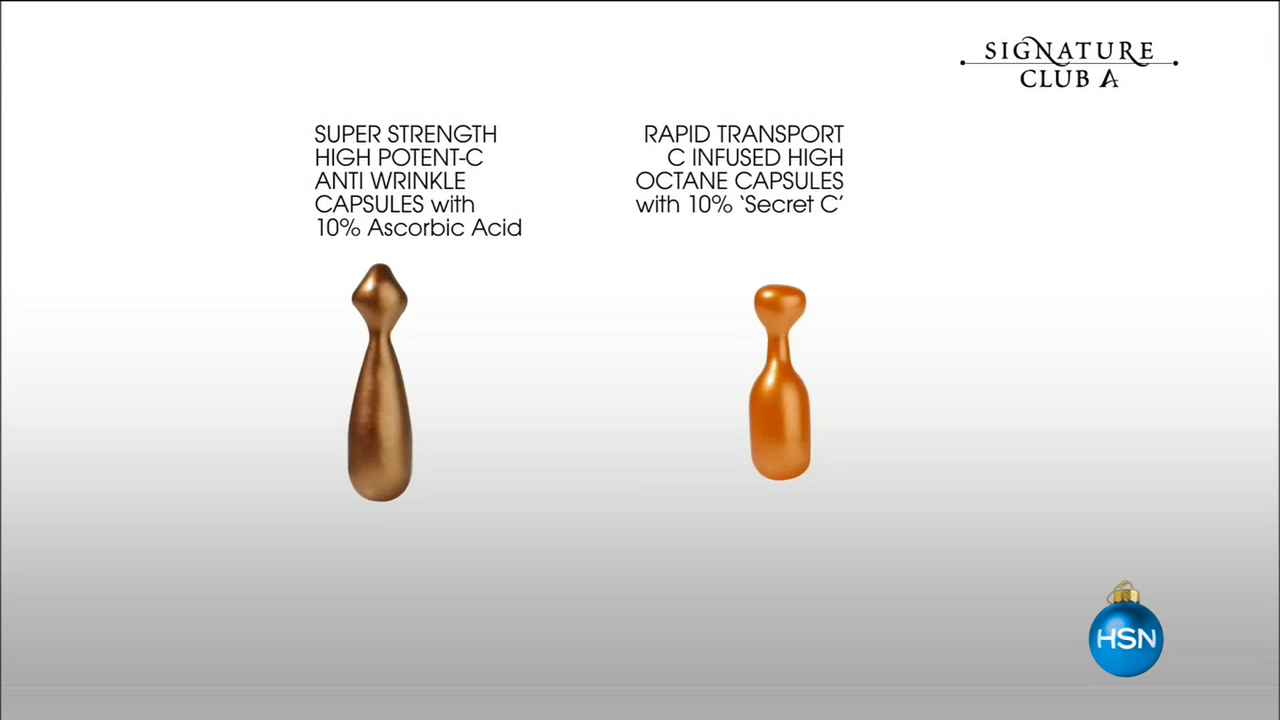 SIGNATURE
CLUB A
SUPER STRENGTH
HIGH POTENT-C
ANTI WRINKLE
CAPSULES with
10% Ascorbic Acid
RAPID TRANSPORT
C INFUSED HIGH
OCTANE CAPSULES
with 10% ‘Secret C’
HSN